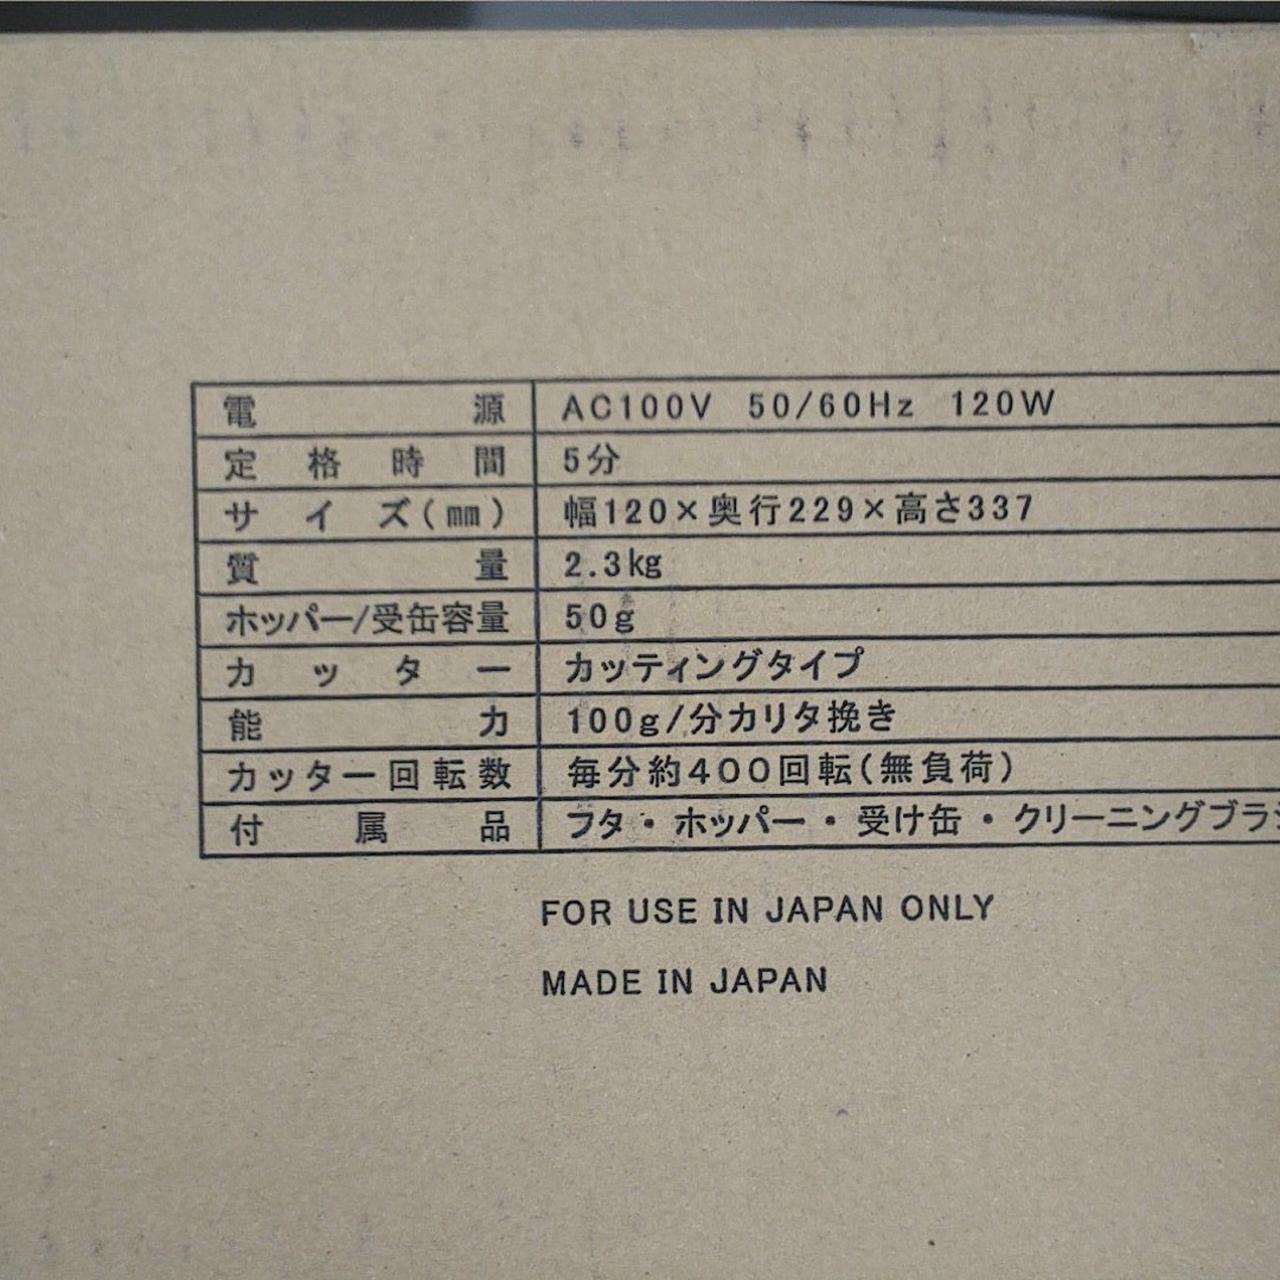 電源 AC100V 50/60Hz 120W
定格時間 5分
サイズ(㎜) 幅120×奥行229×高さ337
質量 2.3㎏
ホッパー/受缶容量 50g
カッター カッティングタイプ
能力 100g/分カリタ挽き
カッター回転数 毎分約400回転(無負荷)
付属品 フタ・ホッパー・受け缶・クリーニングブラ
FOR USE IN JAPAN ONLY
MADE IN JAPAN